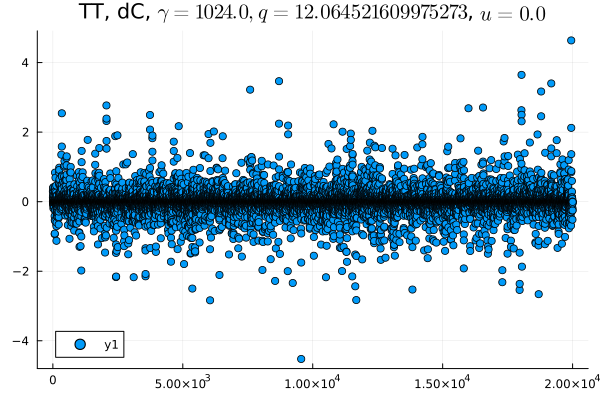 TT, dC, γ = 1024.0, q = 12.064521609975273, u = 0.0
4
2
0
−2
−4
y1
0 5.00×10³ 1.00×10⁴ 1.50×10⁴ 2.00×10⁴